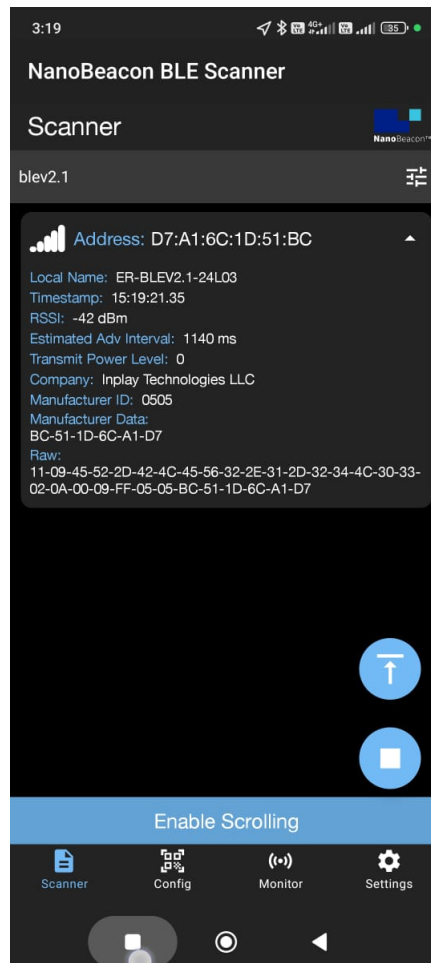 3:19
4G+
35
NanoBeacon BLE Scanner
Scanner
NanoBeacon™
blev2.1
Address: D7:A1:6C:1D:51:BC
Local Name: ER-BLEV2.1-24L03
Timestamp: 15:19:21.35
RSSI: -42 dBm
Estimated Adv Interval: 1140 ms
Transmit Power Level: 0
Company: Inplay Technologies LLC
Manufacturer ID: 0505
Manufacturer Data:
BC-51-1D-6C-A1-D7
Raw:
11-09-45-52-2D-42-4C-45-56-32-2E-31-2D-32-34-4C-30-33-
02-0A-00-09-FF-05-05-BC-51-1D-6C-A1-D7
Enable Scrolling
Scanner Config Monitor Settings